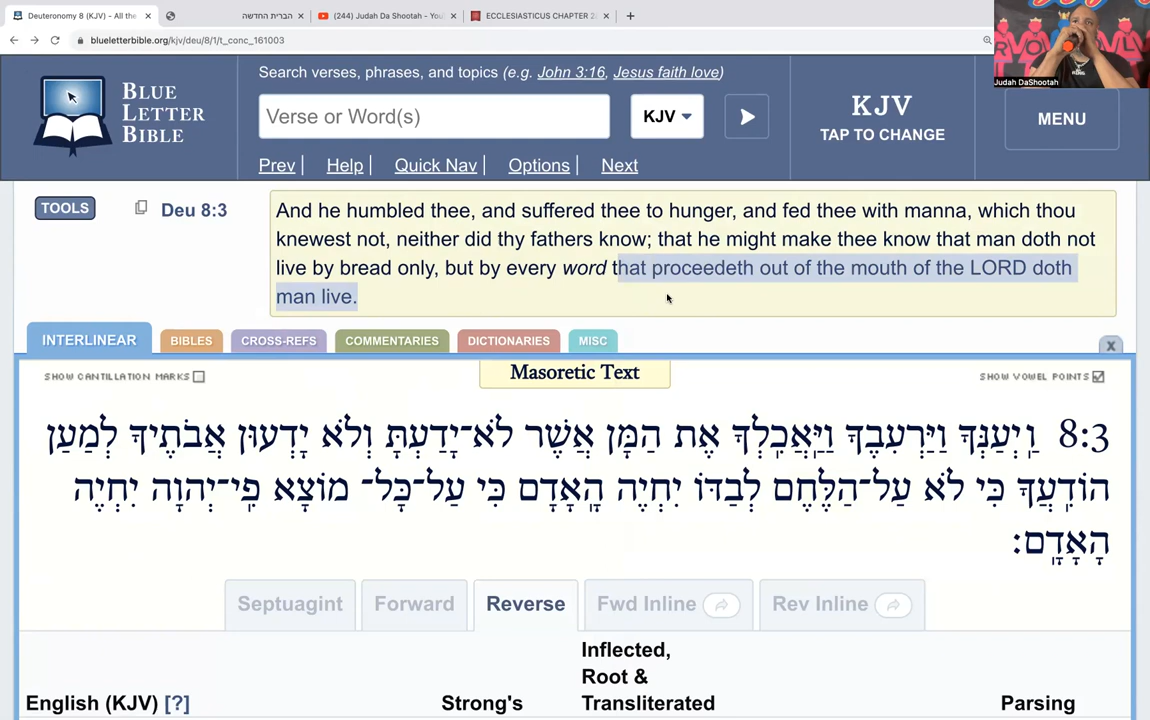 Deuteronomy 8 (KJV) - All the
הברית החדשה
(244) Judah Da Shootah - You
ECCLESIASTICUS CHAPTER 2
blueletterbible.org/kjv/deu/8/1/t_conc_161003
Judah DaShootah
BLUE
LETTER
BIBLE
Search verses, phrases, and topics (e.g. John 3:16, Jesus faith love)
Verse or Word(s)
KJV
KJV
TAP TO CHANGE
MENU
Prev | Help | Quick Nav | Options | Next
TOOLS
Deu 8:3
And he humbled thee, and suffered thee to hunger, and fed thee with manna, which thou
knewest not, neither did thy fathers know; that he might make thee know that man doth not
live by bread only, but by every word that proceedeth out of the mouth of the LORD doth
man live.
INTERLINEAR
BIBLES
CROSS-REFS
COMMENTARIES
DICTIONARIES
MISC
X
SHOW CANTILLATION MARKS
Masoretic Text
SHOW VOWEL POINTS
8:3 וַֽיְעַנְּךָ וַיַּרְעִבֶךָ וַיַּֽאֲכִֽלְךָ אֶת הַמָּן אֲשֶׁר לֹא־יָדַעְתָּ וְלֹא יָדְעוּן אֲבֹתֶיךָ לְמַעַן
הוֹדִֽעֲךָ כִּי לֹא עַל־הַלֶּחֶם לְבַדּוֹ יִחְיֶה הָֽאָדָם כִּי עַל־כָּל־ מוֹצָא פִֽי־יְהוָה יִחְיֶה
הָאָדָֽם׃
Septuagint
Forward
Reverse
Fwd Inline
Rev Inline
English (KJV) [?]
Strong's
Inflected,
Root &
Transliterated
Parsing